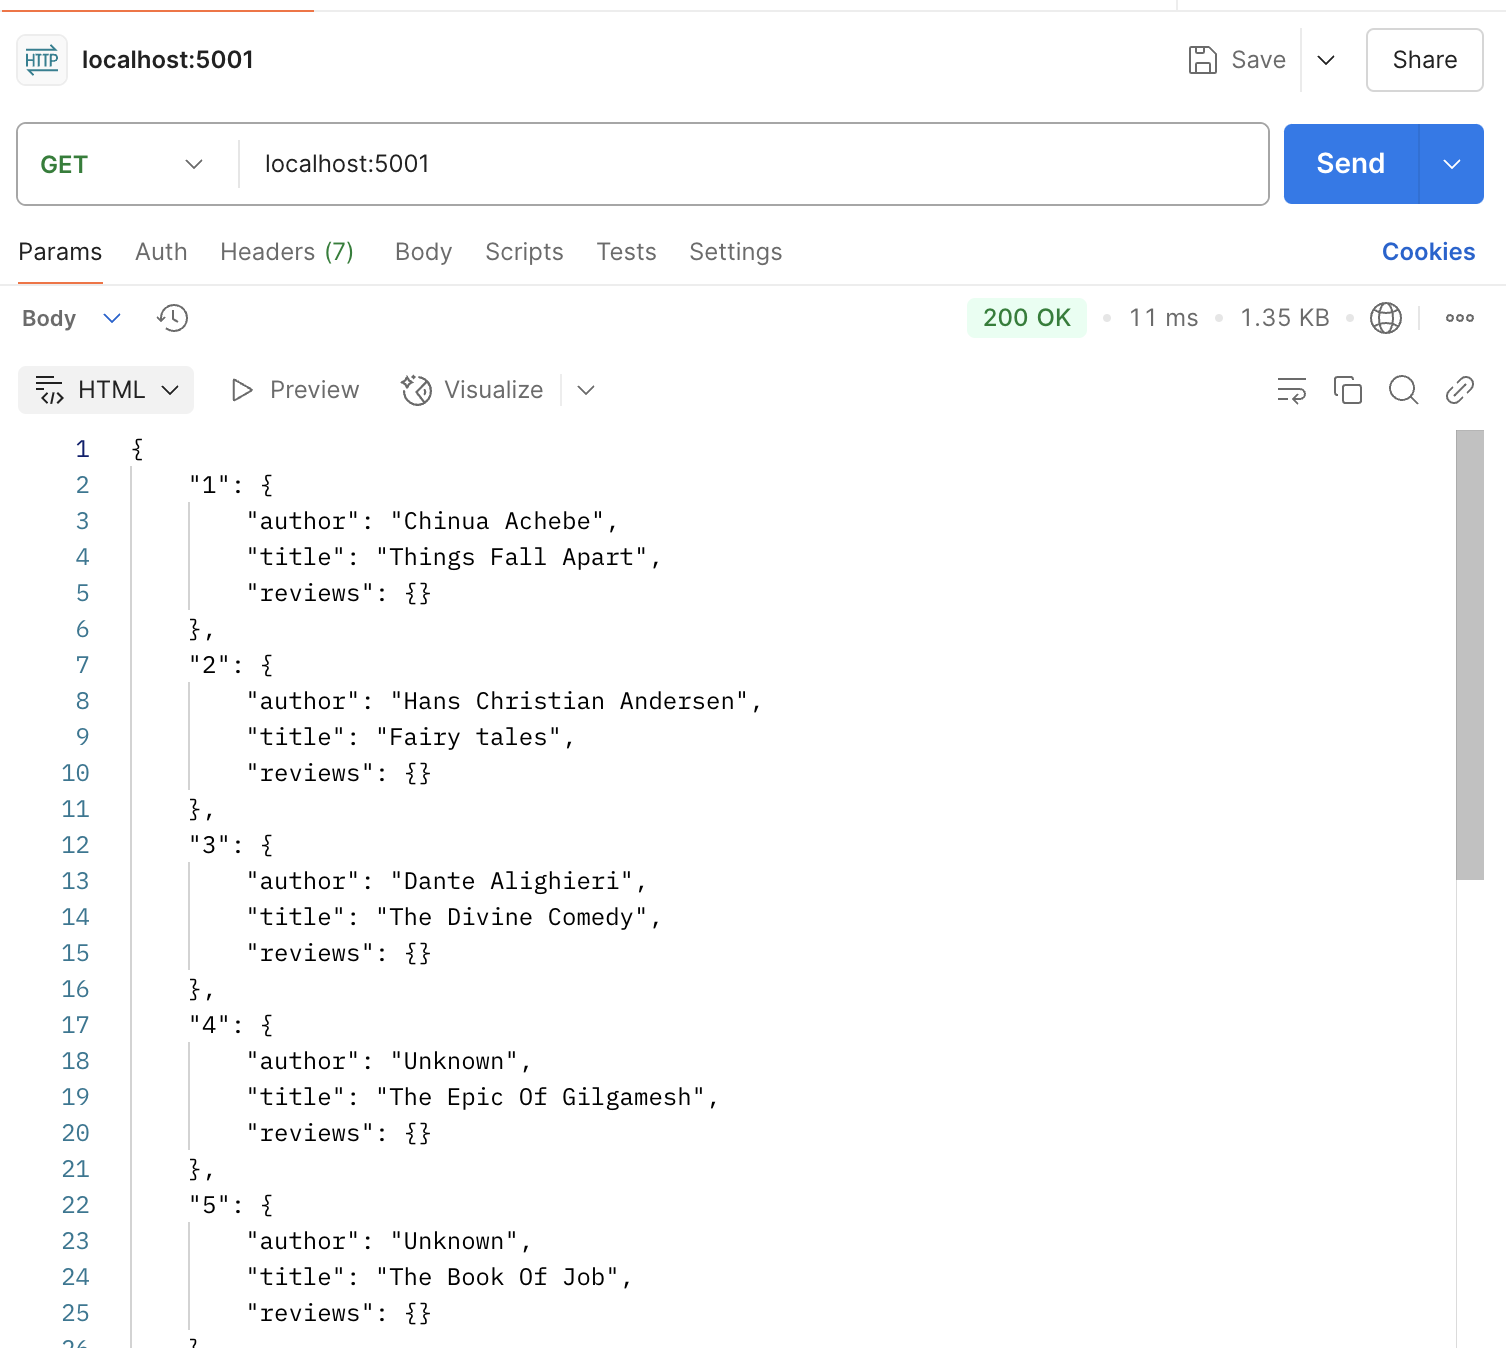 HTTP localhost:5001 Save Share
GET localhost:5001 Send
Params Auth Headers (7) Body Scripts Tests Settings Cookies
Body 200 OK • 11 ms • 1.35 KB •
HTML Preview Visualize
1 {
2 "1": {
3 "author": "Chinua Achebe",
4 "title": "Things Fall Apart",
5 "reviews": {}
6 },
7 "2": {
8 "author": "Hans Christian Andersen",
9 "title": "Fairy tales",
10 "reviews": {}
11 },
12 "3": {
13 "author": "Dante Alighieri",
14 "title": "The Divine Comedy",
15 "reviews": {}
16 },
17 "4": {
18 "author": "Unknown",
19 "title": "The Epic Of Gilgamesh",
20 "reviews": {}
21 },
22 "5": {
23 "author": "Unknown",
24 "title": "The Book Of Job",
25 "reviews": {}